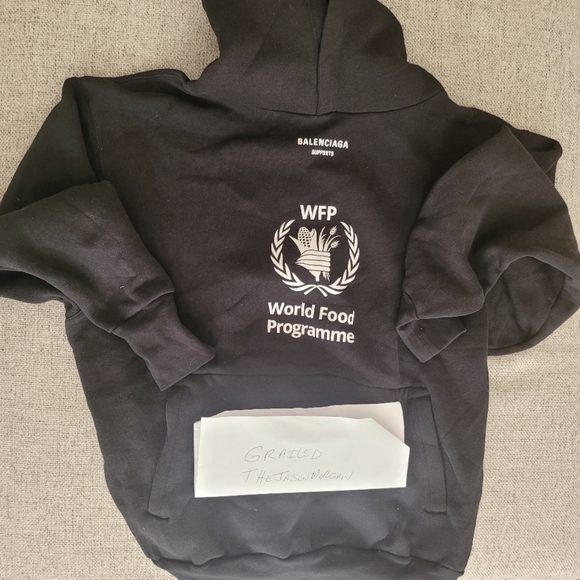 BALENCIAGA
SUPPORTS
WFP
World Food
Programme
GRAILED
THEJASONMORGAN